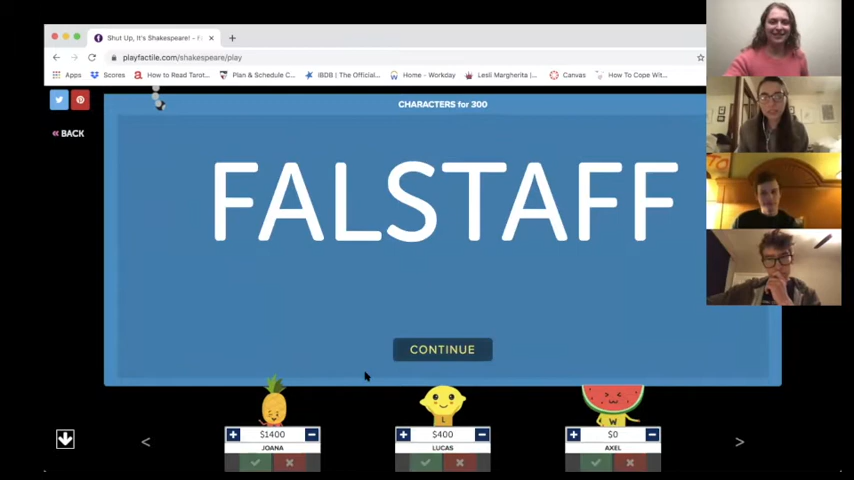 Shut Up, It's Shakespeare! - F
playfactile.com/shakespeare/play
Apps
Scores
How to Read Tarot...
Plan & Schedule C...
IBDB | The Official...
Home - Workday
Lesli Margherita |...
Canvas
How To Cope Wit...
« BACK
CHARACTERS for 300
FALSTAFF
CONTINUE
L
W
+ $1400 −
+ $400 −
+ $0 −
JOANA
LUCAS
AXEL
< >